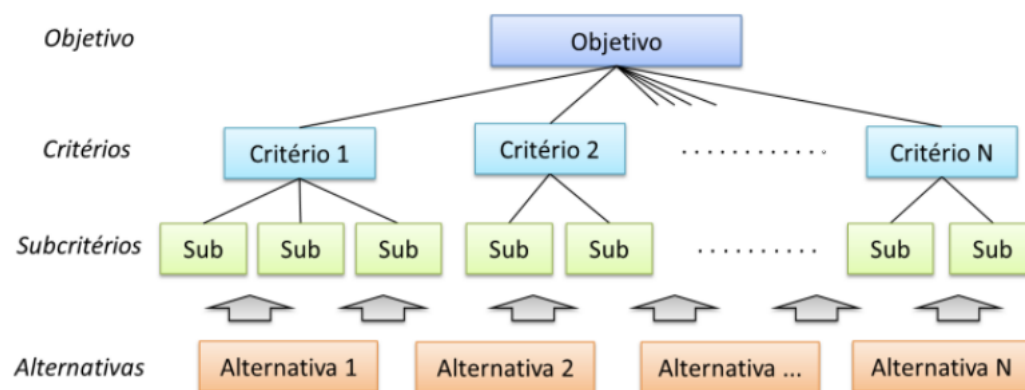 Objetivo Objetivo
Critérios Critério 1 Critério 2 . . . . . . . . . . . . . . . Critério N
Subcritérios Sub Sub Sub Sub Sub . . . . . . . . . . . . Sub Sub
Alternativas Alternativa 1 Alternativa 2 Alternativa ... Alternativa N